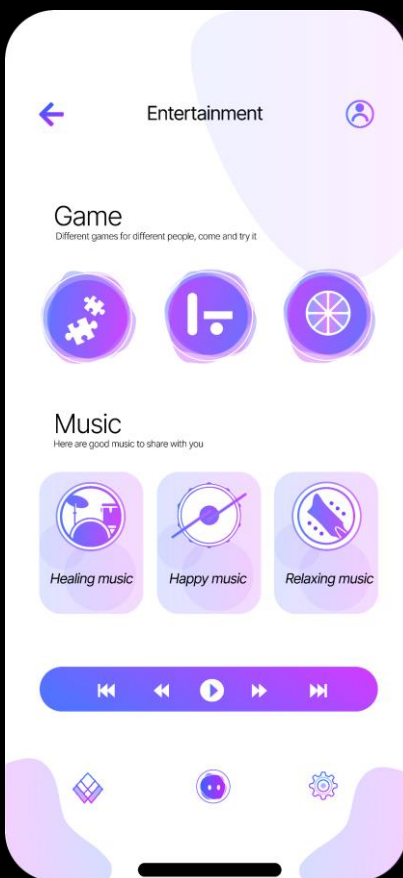 Entertainment
Game
Different games for different people, come and try it
Music
Here are good music to share with you
Healing music
Happy music
Relaxing music